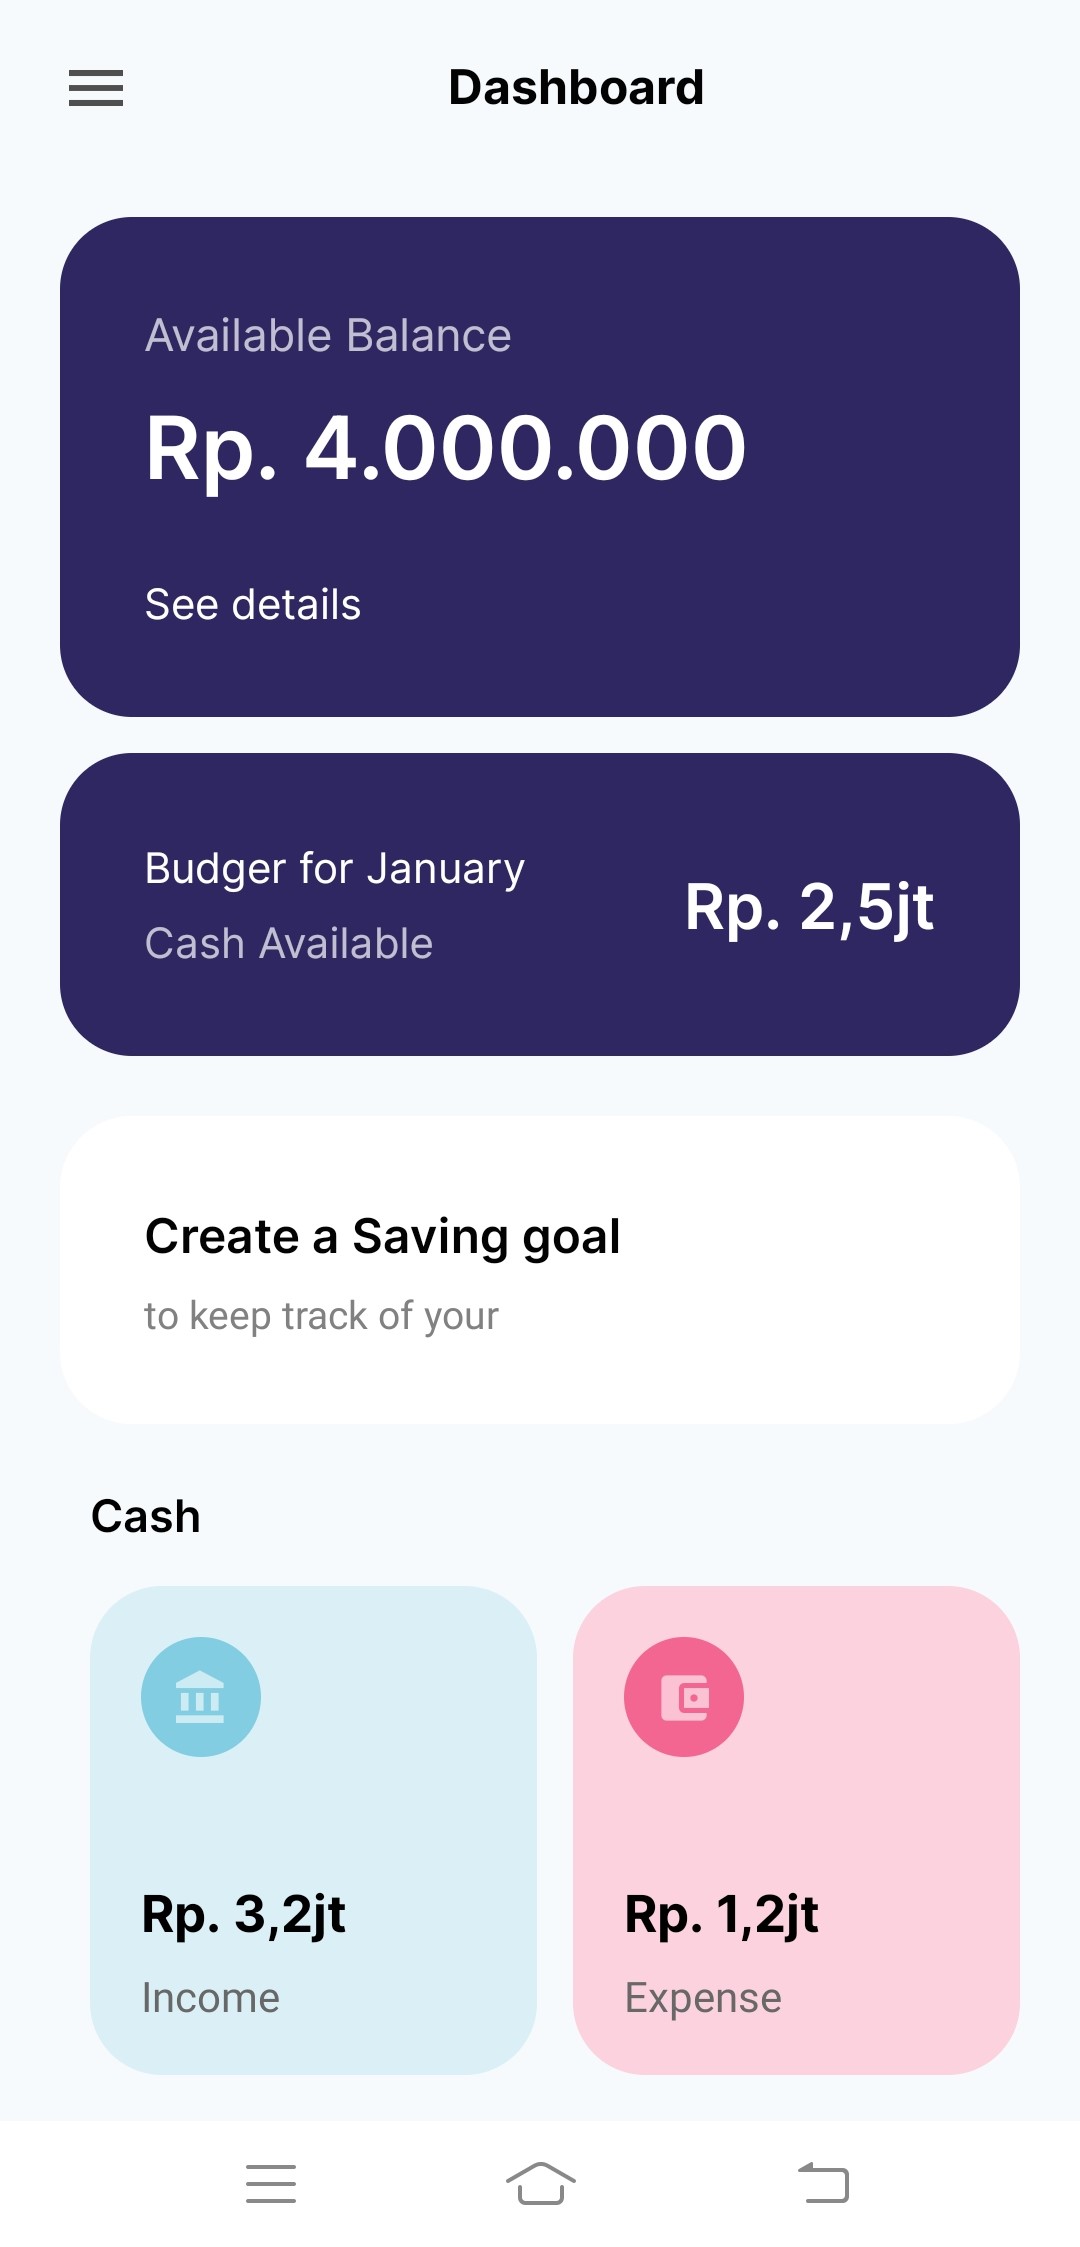 Dashboard
Available Balance
Rp. 4.000.000
See details
Budger for January
Cash Available
Rp. 2,5jt
Create a Saving goal
to keep track of your
Cash
Rp. 3,2jt
Income
Rp. 1,2jt
Expense